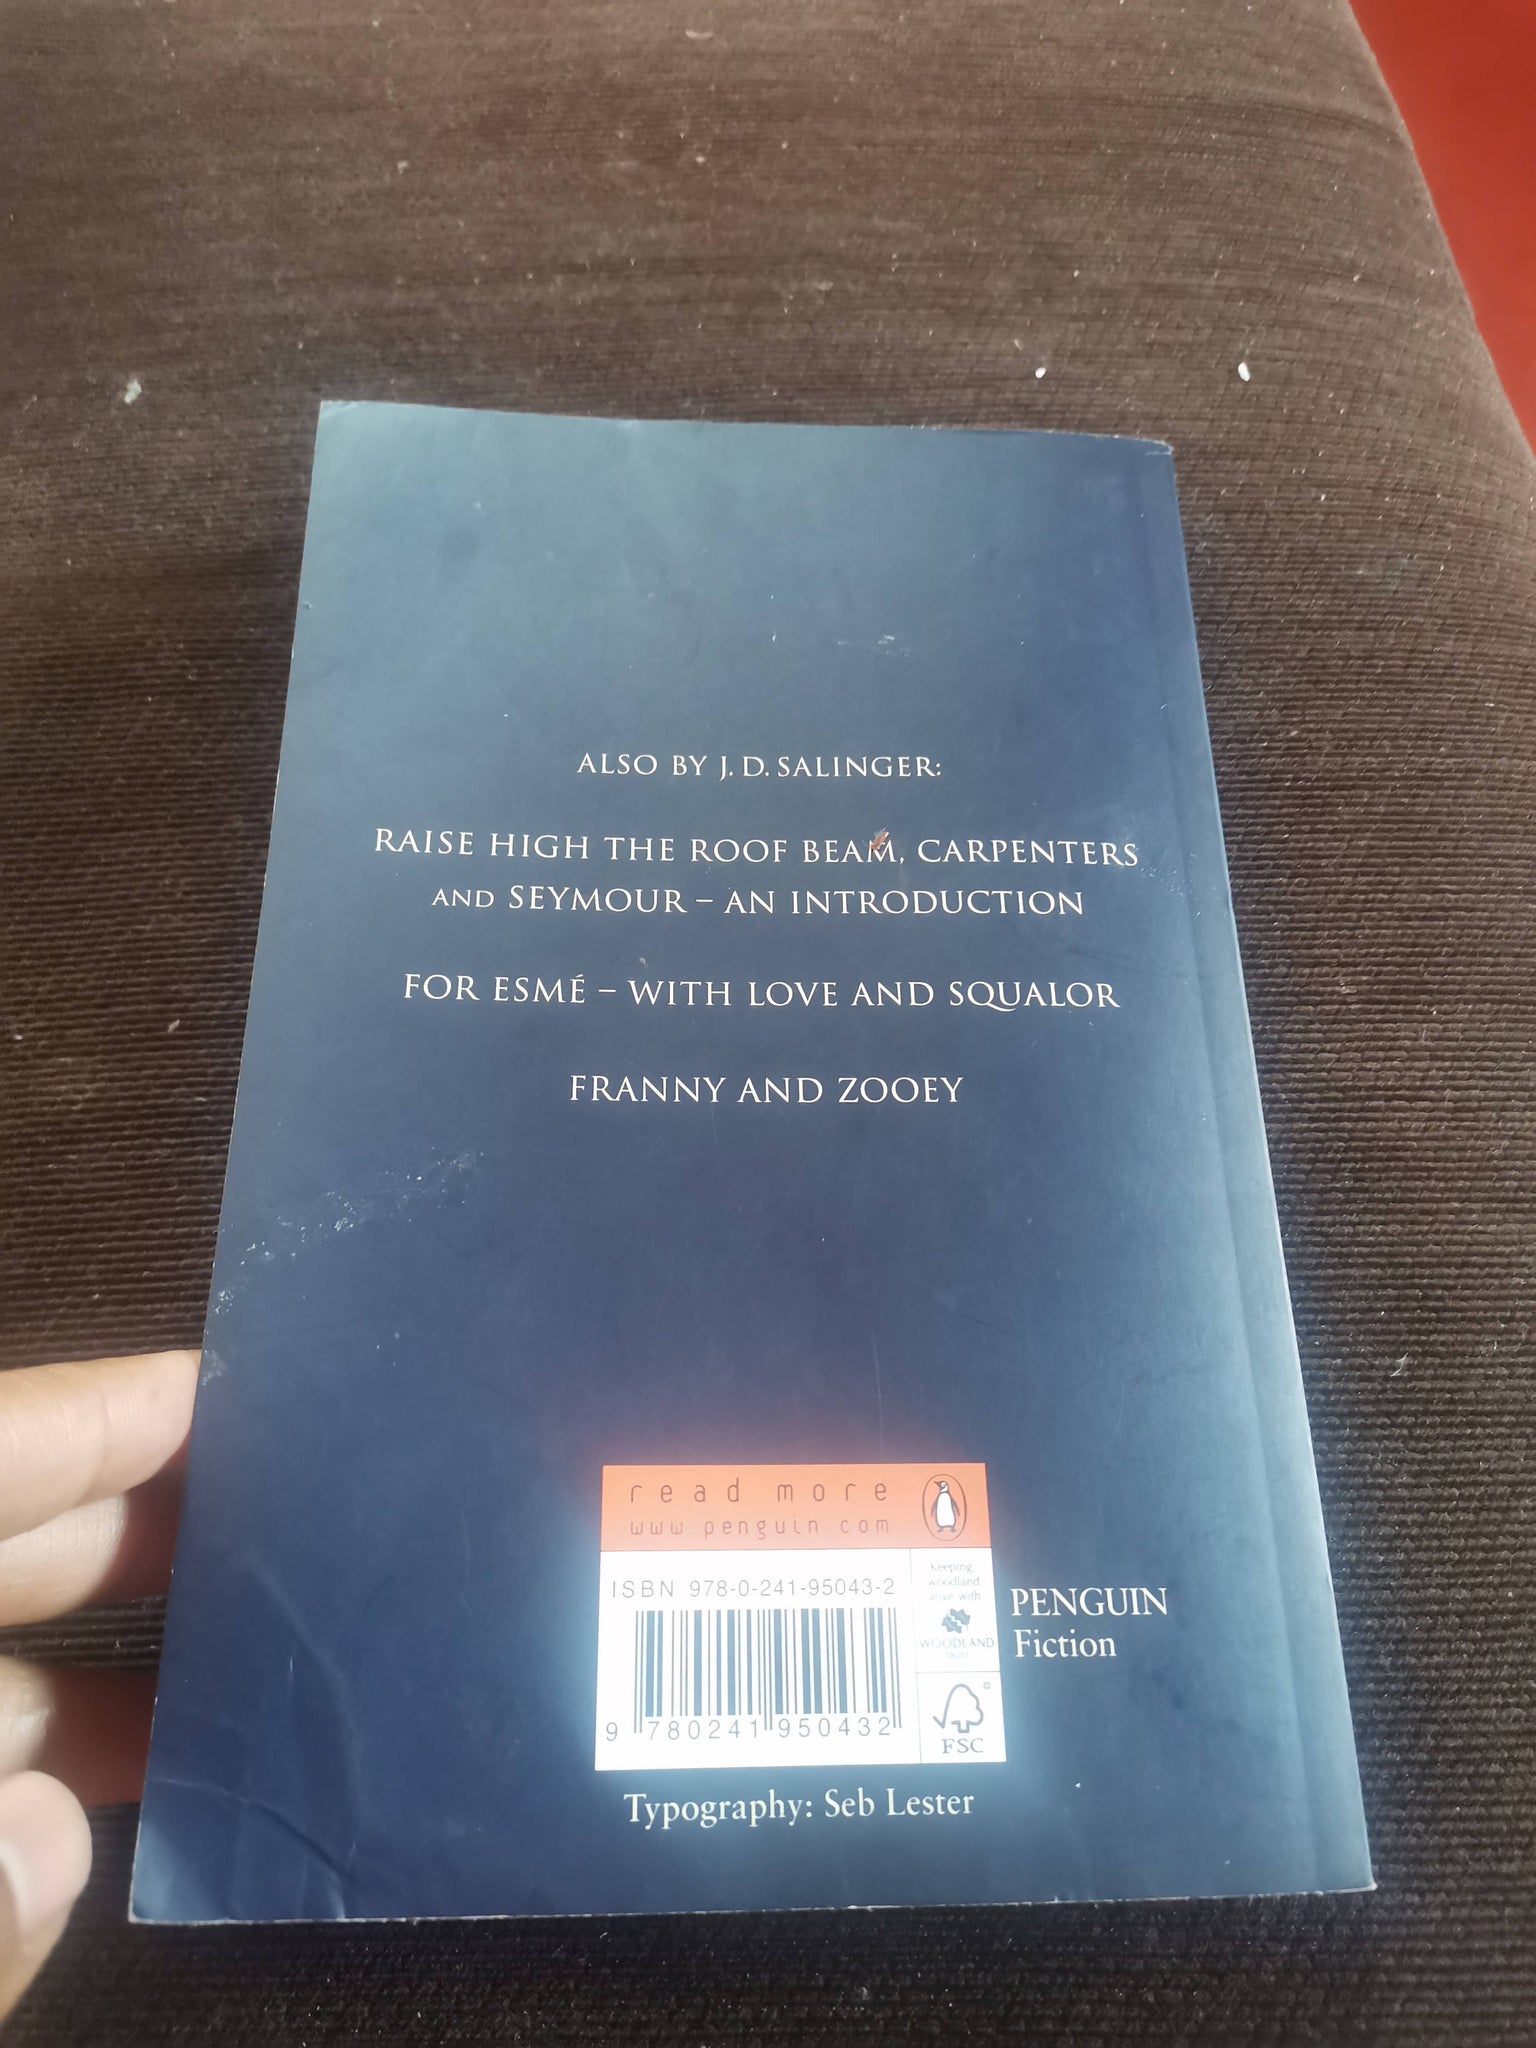 ALSO BY J. D. SALINGER:
RAISE HIGH THE ROOF BEAM, CARPENTERS
AND SEYMOUR – AN INTRODUCTION
FOR ESMÉ – WITH LOVE AND SQUALOR
FRANNY AND ZOOEY
read more
www.penguin.com
ISBN 978-0-241-95043-2
9 780241 950432
Keeping
woodland
alive with
WOODLAND
TRUST
FSC
©
PENGUIN
Fiction
Typography: Seb Lester